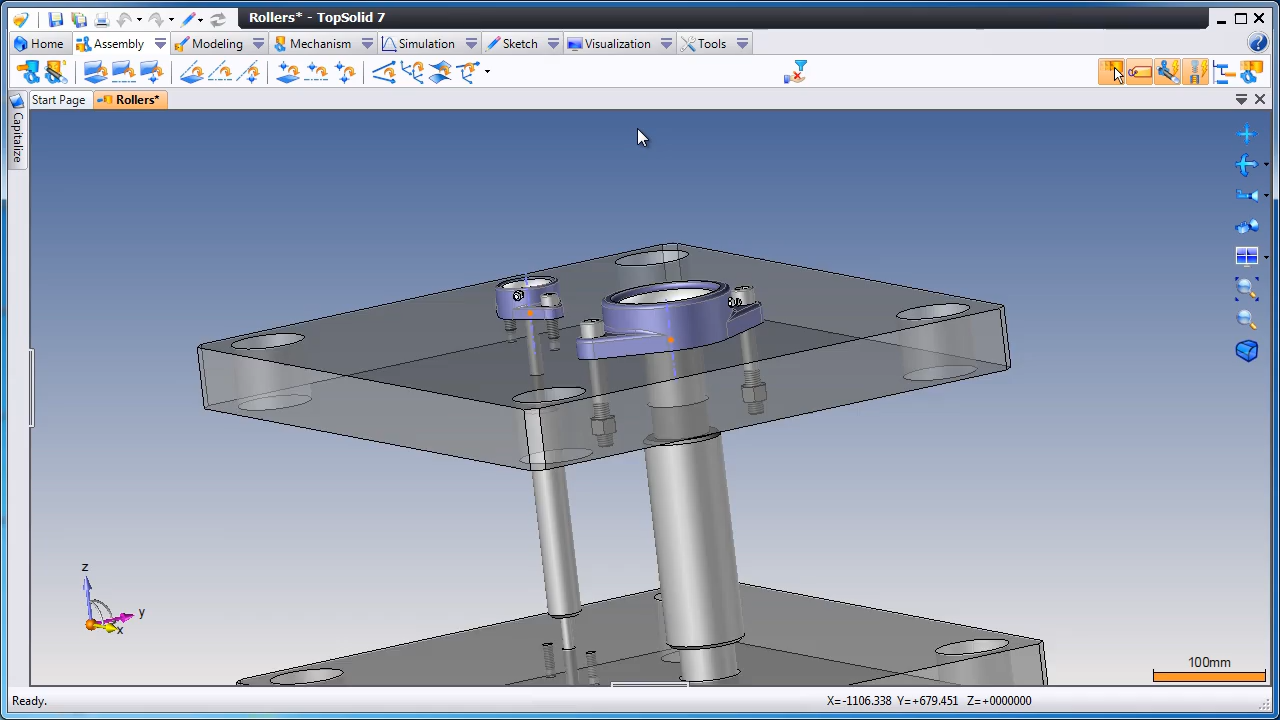 Rollers* - TopSolid 7
Home Assembly Modeling Mechanism Simulation Sketch Visualization Tools
Start Page Rollers*
Capitalize
z
y
x
100mm
Ready. X=-1106.338 Y=+679.451 Z=+0000000